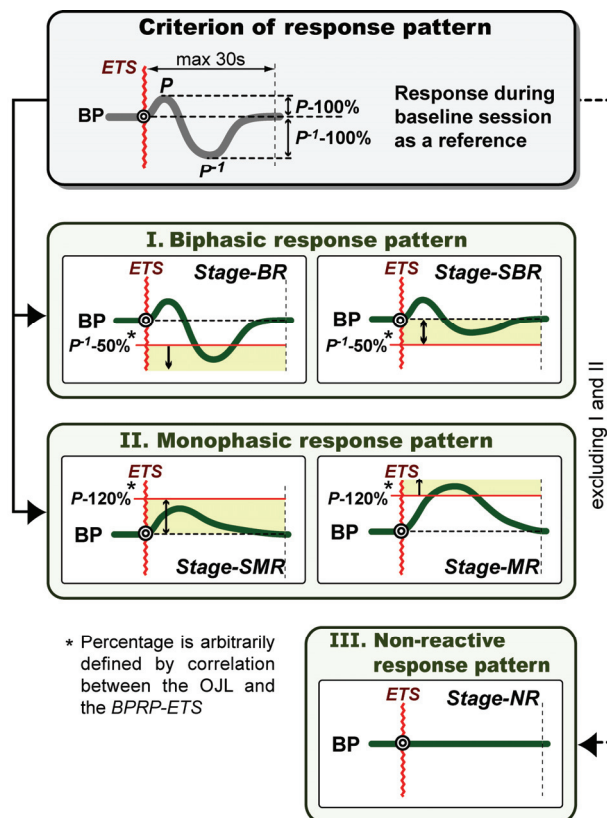 Criterion of response pattern
ETS
max 30s
P
P-100%
BP
P⁻¹-100%
P⁻¹
Response during
baseline session
as a reference
I. Biphasic response pattern
ETS
Stage-BR
BP
*
P⁻¹-50%
ETS
Stage-SBR
BP
*
P⁻¹-50%
excluding I and II
II. Monophasic response pattern
ETS
*
P-120%
BP
Stage-SMR
ETS
*
P-120%
BP
Stage-MR
* Percentage is arbitrarily
defined by correlation
between the OJL and
the BPRP-ETS
III. Non-reactive
response pattern
ETS
Stage-NR
BP